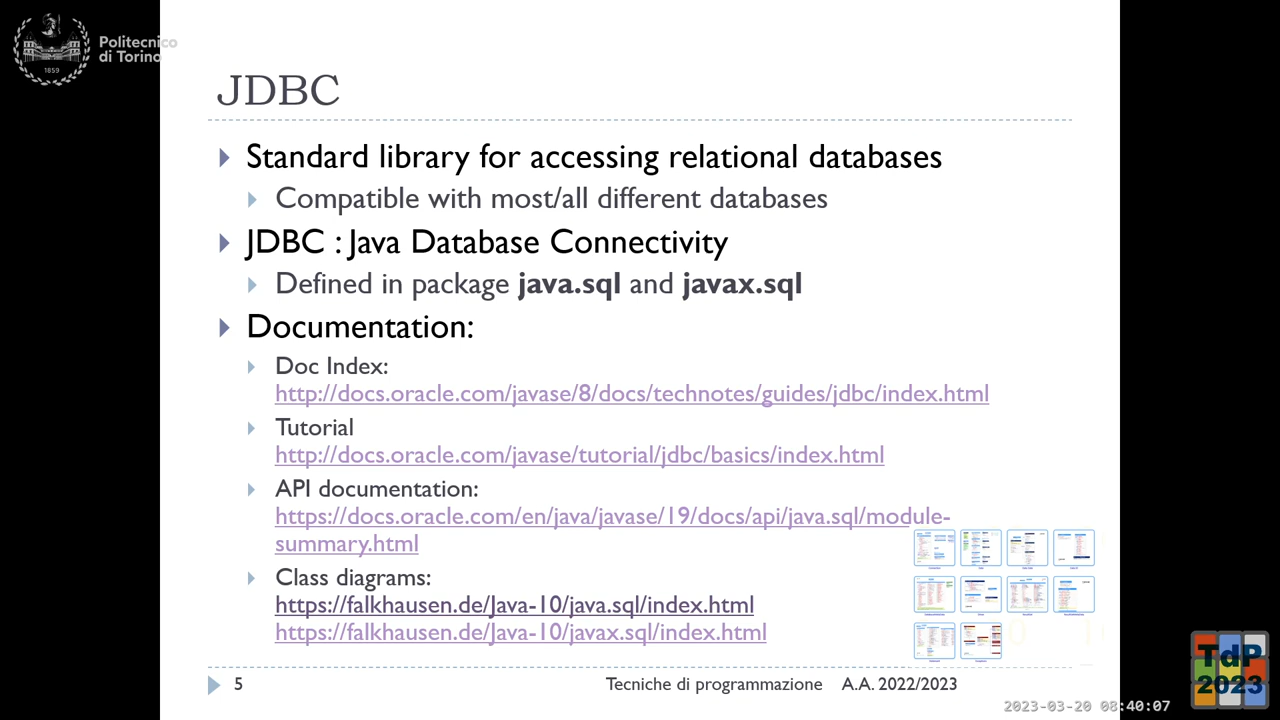 Politecnico
di Torino
1859
JDBC
Standard library for accessing relational databases
Compatible with most/all different databases
JDBC : Java Database Connectivity
Defined in package java.sql and javax.sql
Documentation:
Doc Index:
http://docs.oracle.com/javase/8/docs/technotes/guides/jdbc/index.html
Tutorial
http://docs.oracle.com/javase/tutorial/jdbc/basics/index.html
API documentation:
https://docs.oracle.com/en/java/javase/19/docs/api/java.sql/module-
summary.html
Class diagrams:
https://falkhausen.de/Java-10/java.sql/index.html
https://falkhausen.de/Java-10/javax.sql/index.html
5
Tecniche di programmazione A.A. 2022/2023
TdP
2023
2023-03-20 08:40:07